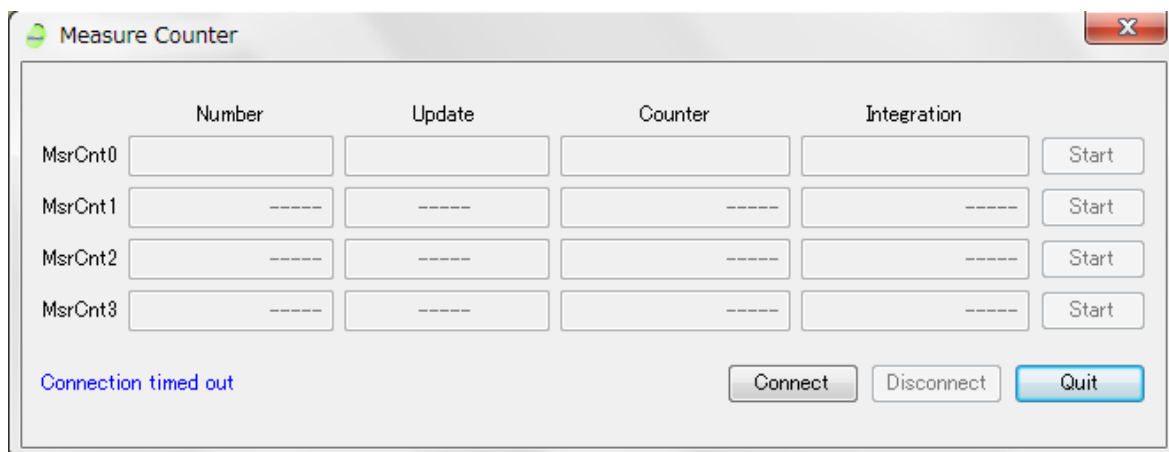 Measure Counter
Number Update Counter Integration
MsrCnt0 Start
MsrCnt1 ----- ----- ----- ----- Start
MsrCnt2 ----- ----- ----- ----- Start
MsrCnt3 ----- ----- ----- ----- Start
Connection timed out Connect Disconnect Quit